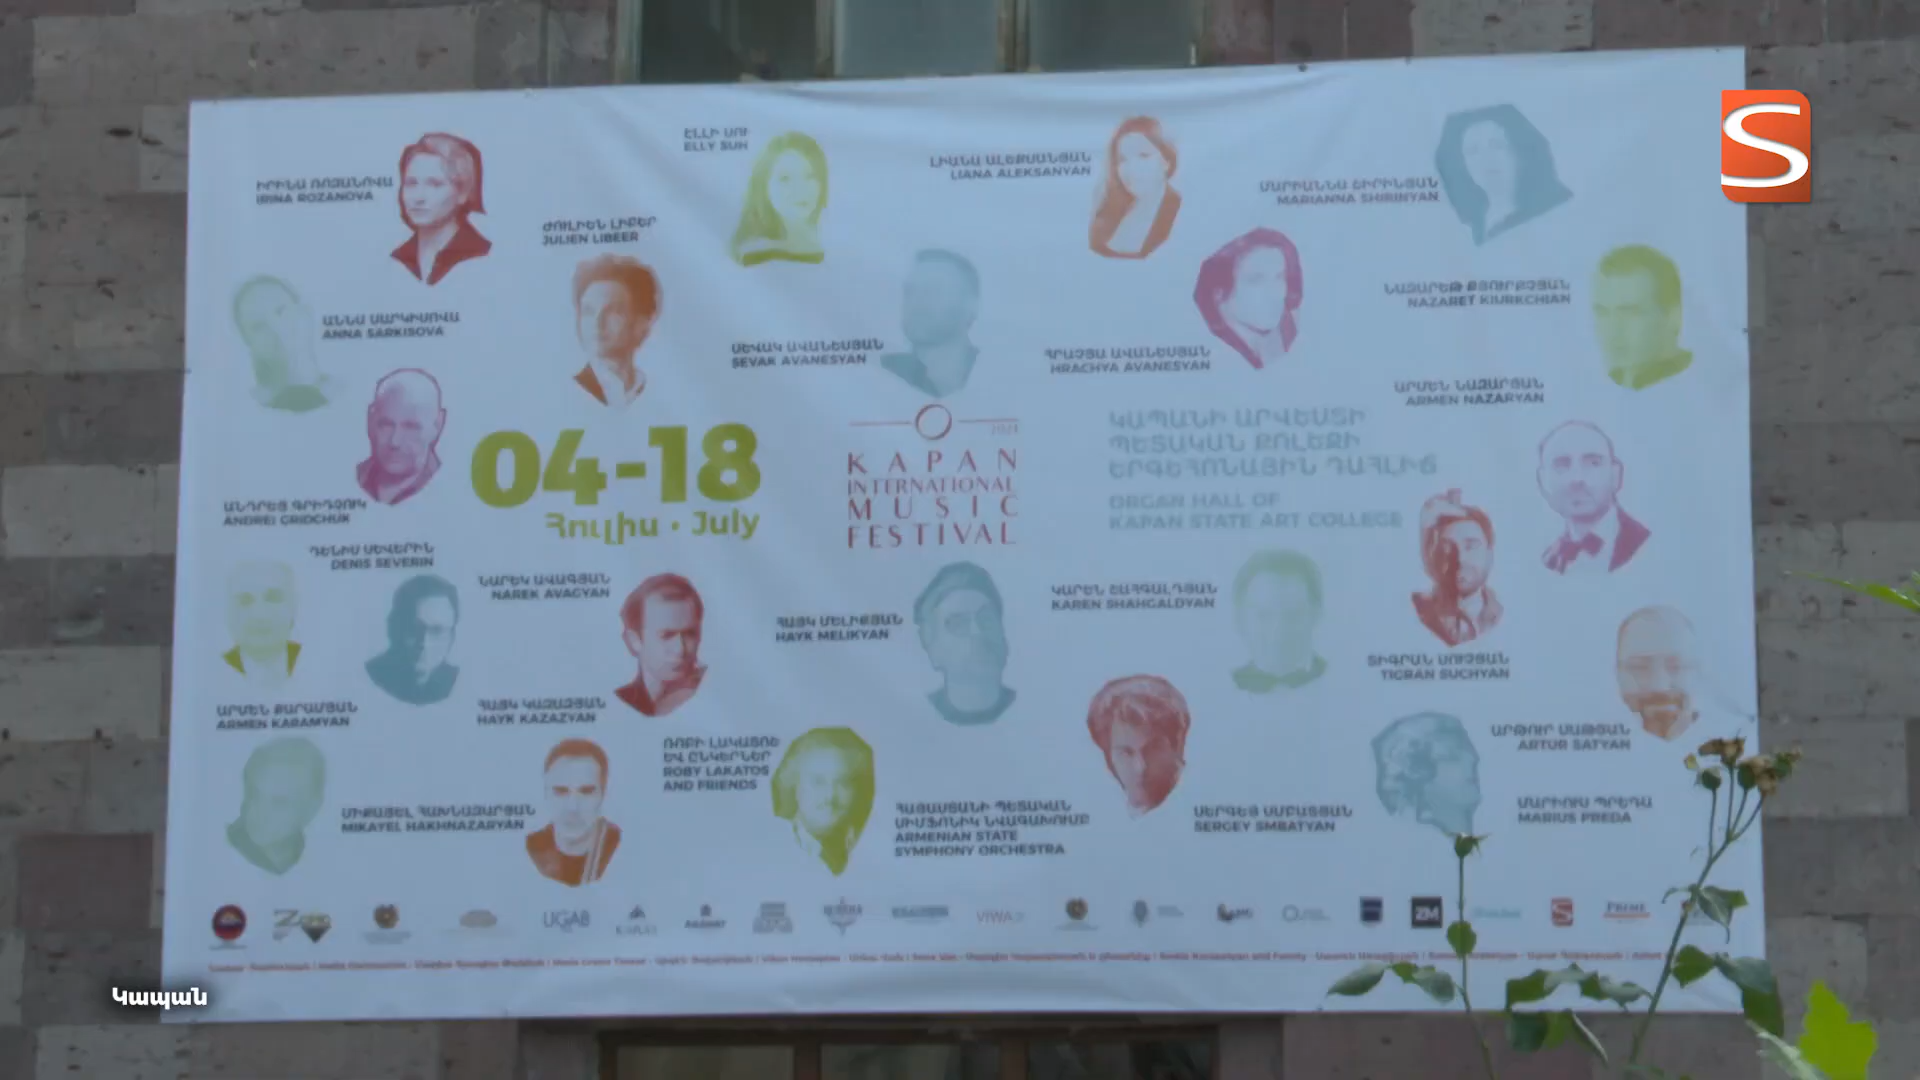 ԻՐԻՆԱ ՌՈԶԱՆՈՎԱ
IRINA ROZANOVA
ԷԼԼԻ ՍՈՒ
ELLY SUH
ԼԻԱՆԱ ԱԼԵՔՍԱՆՅԱՆ
LIANA ALEKSANYAN
ՄԱՐԻԱՆՆԱ ՇԻՐԻՆՅԱՆ
MARIANNA SHIRINYAN
ԺՈՒԼԻԵՆ ԼԻԲԵՐ
JULIEN LIBEER
ԱՆՆԱ ՍԱՐԿԻՍՈՎԱ
ANNA SARKISOVA
ՍԵՎԱԿ ԱՎԱՆԵՍՅԱՆ
SEVAK AVANESYAN
ՀՐԱՉՅԱ ԱՎԱՆԵՍՅԱՆ
HRACHYA AVANESYAN
ՆԱԶԱՐԵԹ ՔՅՈՒՐՔՉՅԱՆ
NAZARET KIURKCHIAN
ԱՐՄԵՆ ՆԱԶԱՐՅԱՆ
ARMEN NAZARYAN
04-18
Հուլիս • July
KAPAN
INTERNATIONAL
MUSIC
FESTIVAL
ԿԱՊԱՆԻ ԱՐՎԵՍՏԻ
ՊԵՏԱԿԱՆ ՔՈԼԵՋԻ
ԵՐԳԵՀՈՆԱՅԻՆ ԴԱՀԼԻՃ
ORGAN HALL OF
KAPAN STATE ART COLLEGE
ԱՆԴՐԵՅ ԳՐԻԴՉՈՒԿ
ANDREI GRIDCHUK
ԴԵՆԻՍ ՍԵՎԵՐԻՆ
DENIS SEVERIN
ՆԱՐԵԿ ԱՎԱԳՅԱՆ
NAREK AVAGYAN
ՀԱՅԿ ՄԵԼԻՔՅԱՆ
HAYK MELIKYAN
ԿԱՐԵՆ ՇԱՀԳԱԼԴՅԱՆ
KAREN SHAHGALDYAN
ՏԻԳՐԱՆ ՍՈՒՉՅԱՆ
TIGRAN SUCHYAN
ԱՐՄԵՆ ՔԱՐԱՄՅԱՆ
ARMEN KARAMYAN
ՀԱՅԿ ԿԱԶԱԶՅԱՆ
HAYK KAZAZYAN
ՌՈԲԻ ԼԱԿԱՏՈՇ
ԵՎ ԸՆԿԵՐՆԵՐ
ROBY LAKATOS
AND FRIENDS
ԱՐԹՈՒՐ ՍԱԹՅԱՆ
ARTUR SATYAN
ՄԻՔԱՅԵԼ ՀԱԽՆԱԶԱՐՅԱՆ
MIKAYEL HAKHNAZARYAN
ՀԱՅԱՍՏԱՆԻ ՊԵՏԱԿԱՆ
ՍԻՄՖՈՆԻԿ ՆՎԱԳԱԽՈՒՄԲ
ARMENIAN STATE
SYMPHONY ORCHESTRA
ՍԵՐԳԵՅ ՍՄԲԱՏՅԱՆ
SERGEY SMBATYAN
ՄԱՐԻՈՒՍ ՊՐԵԴԱ
MARIUS PREDA
UGAB
VIWA
ZM
S
PRIME
Կապան
S